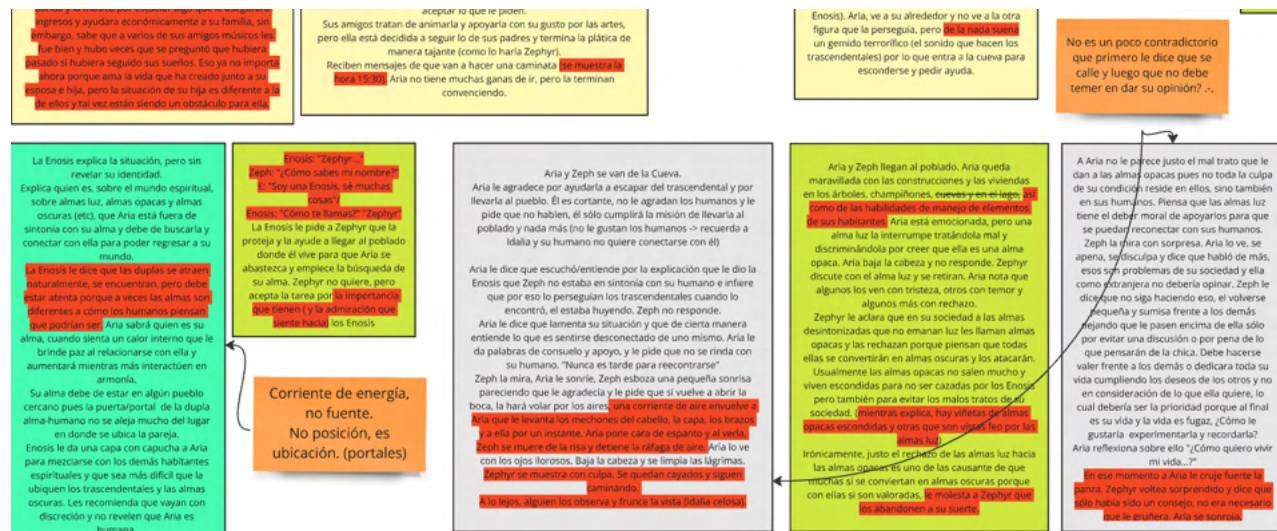 ingresos y ayudara económicamente a su familia, sin
embargo, sabe que a varios de sus amigos músicos les
fue bien y hubo veces que se preguntó que hubiera
pasado si hubiera seguido sus sueños. Eso ya no importa
ahora porque ama la vida que ha creado junto a su
esposa e hija, pero la situación de su hija es diferente a la
de ellos y tal vez están siendo un obstáculo para ella.
aceptar lo que le piden.
Sus amigos tratan de animarla y apoyarla con su gusto por las artes,
pero ella está decidida a seguir lo de sus padres y termina la plática de
manera tajante (como lo haría Zephyr).
Reciben mensajes de que van a hacer una caminata (se muestra la
hora 15:30). Aria no tiene muchas ganas de ir, pero la terminan
convenciendo.
Enosis). Aria, ve a su alrededor y no ve a la otra
figura que la perseguía, pero de la nada suena
un gemido terrorífico (el sonido que hacen los
trascendentales) por lo que entra a la cueva para
esconderse y pedir ayuda.
No es un poco contradictorio
que primero le dice que se
calle y luego que no debe
temer en dar su opinión? .-.
La Enosis explica la situación, pero sin
revelar su identidad.
Explica quien es, sobre el mundo espiritual,
sobre almas luz, almas opacas y almas
oscuras (etc), que Aria está fuera de
sintonía con su alma y debe de buscarla y
conectar con ella para poder regresar a su
mundo.
La Enosis le dice que las duplas se atraen
naturalmente, se encuentran, pero debe
estar atenta porque a veces las almas son
diferentes a cómo los humanos piensan
que podrían ser. Aria sabrá quien es su
alma, cuando sienta un calor interno que le
brinde paz al relacionarse con ella y
aumentará mientras más interactúen en
armonía.
Su alma debe de estar en algún pueblo
cercano pues la puerta/portal de la dupla
alma-humano no se aleja mucho del lugar
en donde se ubica la pareja.
Enosis le da una capa con capucha a Aria
para mezclarse con los demás habitantes
espirituales y que sea más difícil que la
ubiquen los trascendentales y las almas
oscuras. Les recomienda que vayan con
discreción y no revelen que Aria es
humana
Enosis: "Zephyr..."
Zeph: "¿Cómo sabes mi nombre?"
E: "Soy una Enosis, sé muchas
cosas"/
Enosis: "Cómo te llamas?" "Zephyr"
La Enosis le pide a Zephyr que la
proteja y la ayude a llegar al poblado
donde él vive para que Aria se
abastezca y empiece la búsqueda de
su alma. Zephyr no quiere, pero
acepta la tarea por la importancia
que tienen ( y la admiración que
siente hacia) los Enosis
Corriente de energía,
no fuente.
No posición, es
ubicación. (portales)
Aria y Zeph se van de la Cueva.
Aria le agradece por ayudarla a escapar del trascendental y por
llevarla al pueblo. Él es cortante, no le agradan los humanos y le
pide que no hablen, él sólo cumplirá la misión de llevarla al
poblado y nada más (no le gustan los humanos -> recuerda a
Idalia y su humano no quiere conectarse con él)
Aria le dice que escuchó/entiende por la explicación que le dio la
Enosis que Zeph no estaba en sintonía con su humano e infiere
que por eso lo perseguían los trascendentales cuando lo
encontró, el estaba huyendo. Zeph no responde.
Aria le dice que lamenta su situación y que de cierta manera
entiende lo que es sentirse desconectado de uno mismo. Aria le
da palabras de consuelo y apoyo, y le pide que no se rinda con
su humano. "Nunca es tarde para reencontrarse"
Zeph la mira, Aria le sonríe, Zeph esboza una pequeña sonrisa
pareciendo que le agradecía y le pide que si vuelve a abrir la
boca, la hará volar por los aires, una corriente de aire envuelve a
Aria que le levanta los mechones del cabello, la capa, los brazos
y a ella por un instante. Aria pone cara de espanto y al verla,
Zeph se muere de la risa y detiene la ráfaga de aire. Aria lo ve
con los ojos llorosos. Baja la cabeza y se limpia las lágrimas.
Zephyr se muestra con culpa. Se quedan cayados y siguen
caminando.
A lo lejos, alguien los observa y frunce la vista (Idalia celosa).
Aria y Zeph llegan al poblado. Aria queda
maravillada con las construcciones y las viviendas
en los árboles, champiñones, cuevas y en el lago, así
como de las habilidades de manejo de elementos
de sus habitantes. Aria está emocionada, pero una
alma luz la interrumpe tratándola mal y
discriminándola por creer que ella es una alma
opaca. Aria baja la cabeza y no responde. Zephyr
discute con el alma luz y se retiran. Aria nota que
algunos los ven con tristeza, otros con temor y
algunos más con rechazo.
Zephyr le aclara que en su sociedad a las almas
desintonizadas que no emanan luz les llaman almas
opacas y las rechazan porque piensan que todas
ellas se convertirán en almas oscuras y los atacarán.
Usualmente las almas opacas no salen mucho y
viven escondidas para no ser cazadas por los Enosis
pero también para evitar los malos tratos de su
sociedad. (mientras explica, hay viñetas de almas
opacas escondidas y otras que son vistas feo por las
almas luz)
Irónicamente, justo el rechazo de las almas luz hacia
las almas opacas es uno de las causante de que
muchas si se conviertan en almas oscuras porque
con ellas si son valoradas, le molesta a Zephyr que
los abandonen a su suerte.
A Aria no le parece justo el mal trato que le
dan a las almas opacas pues no toda la culpa
de su condición reside en ellos, sino también
en sus humanos. Piensa que las almas luz
tiene el deber moral de apoyarlos para que
se puedan reconectar con sus humanos.
Zeph la mira con sorpresa. Aria lo ve, se
apena, se disculpa y dice que habló de más,
esos son problemas de su sociedad y ella
como extranjera no debería opinar. Zeph le
dice que no siga haciendo eso, el volverse
pequeña y sumisa frente a los demás
dejando que le pasen encima de ella sólo
por evitar una discusión o por pena de lo
que pensarán de la chica. Debe hacerse
valer frente a los demás o dedicara toda su
vida cumpliendo los deseos de los otros y no
en consideración de lo que ella quiere, lo
cual debería ser la prioridad porque al final
es su vida y la vida es fugaz, ¿Cómo le
gustaría experimentarla y recordarla?
Aria reflexiona sobre ello "¿Cómo quiero vivir
mi vida...?"
En ese momento a Aria le cruje fuerte la
panza. Zephyr voltea sorprendido y dice que
sólo había sido un consejo, no era necesario
que le gruñera. Aria se sonroja.